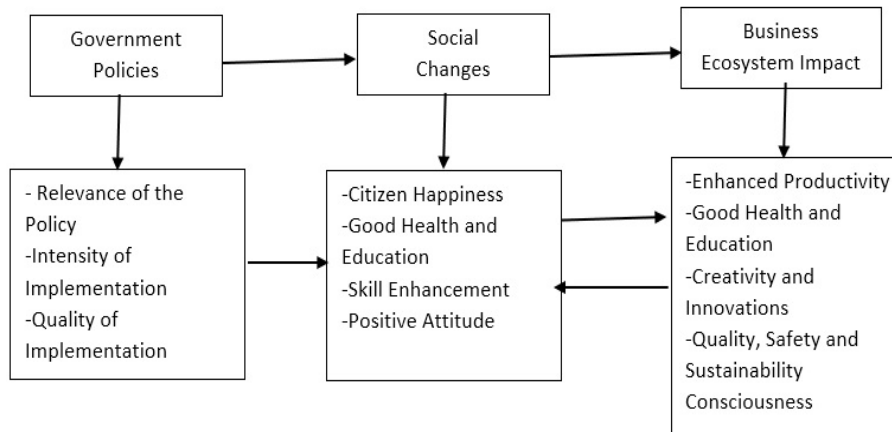 Government
Policies
Social
Changes
Business
Ecosystem Impact
- Relevance of the
Policy
-Intensity of
Implementation
-Quality of
Implementation
-Citizen Happiness
-Good Health and
Education
-Skill Enhancement
-Positive Attitude
-Enhanced Productivity
-Good Health and
Education
-Creativity and
Innovations
-Quality, Safety and
Sustainability
Consciousness